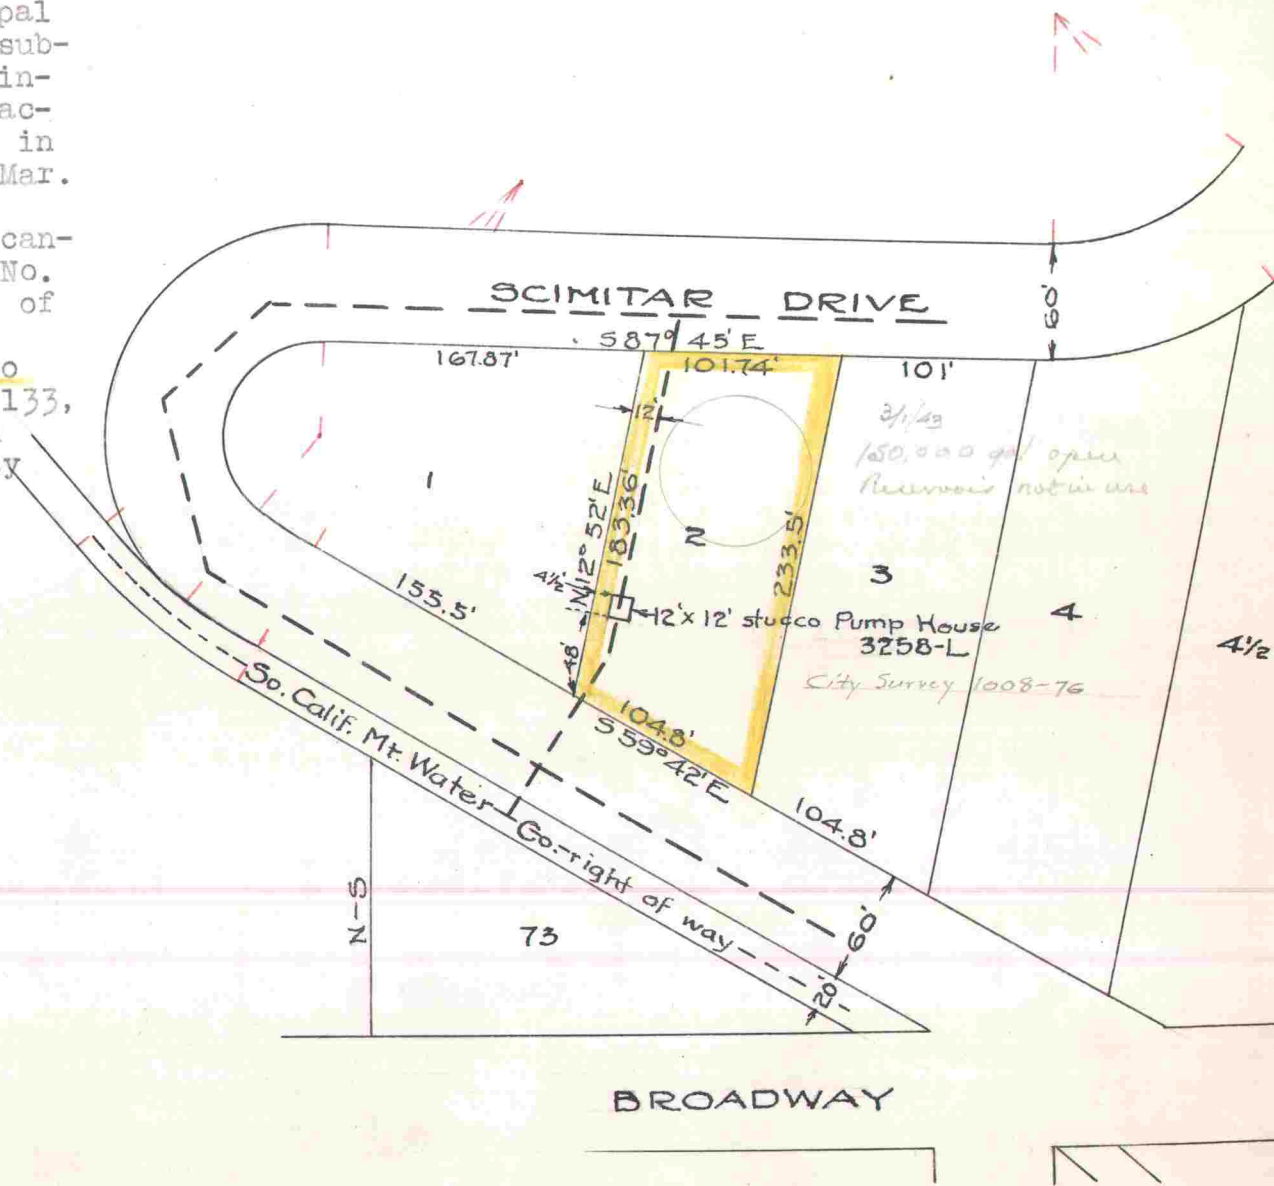 pal
sub-
in-
ac-
in
Mar.
can-
No.
of
o
133,
y
SCIMITAR DRIVE
S 87° 45' E
167.87'
101.74'
101'
60'
12'
3/1/43
150,000 gal open
Reservoir not in use
1
N 12° 52' E
183.36'
2
233.5'
3
4
4½
4½'
155.5'
12' x 12' stucco Pump House
3258-L
48'
City Survey 1008-76
So. Calif. Mt. Water Co.-right of way
104.8'
S 59° 42' E
104.8'
N-S
73
60'
20'
BROADWAY